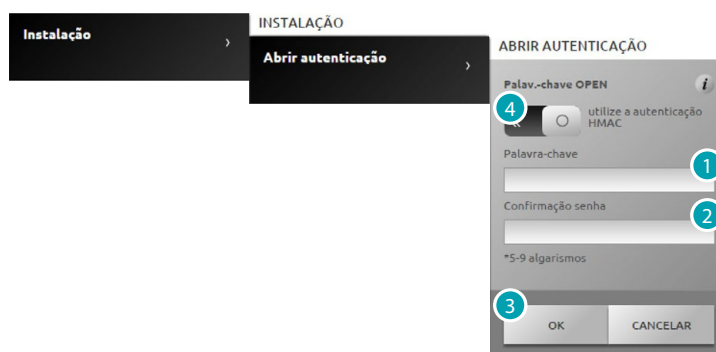 Instalação
INSTALAÇÃO
Abrir autenticação
ABRIR AUTENTICAÇÃO
Palav.-chave OPEN
i
4
utilize a autenticação
HMAC
Palavra-chave
1
Confirmação senha
2
*5-9 algarismos
3
OK
CANCELAR